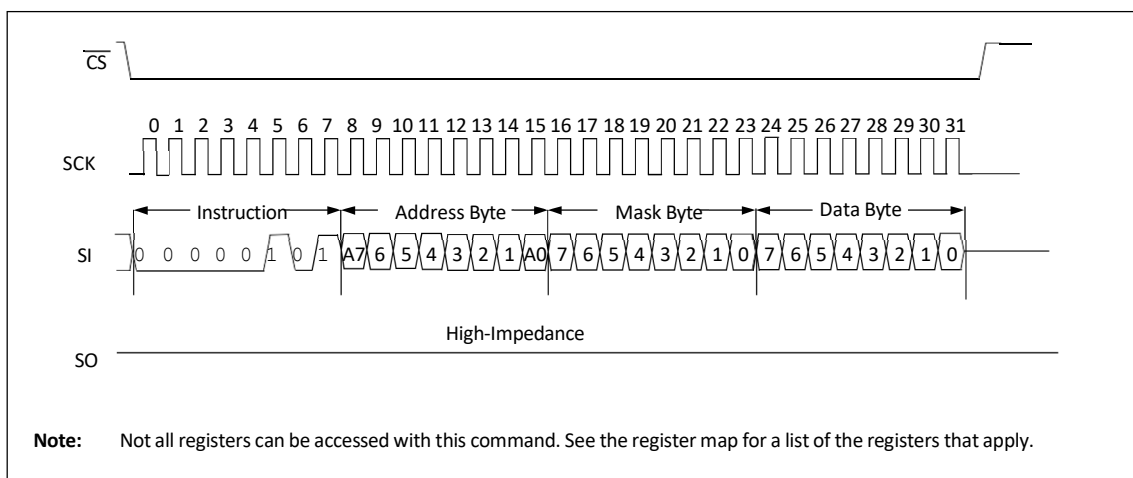 CS
0 1 2 3 4 5 6 7 8 9 10 11 12 13 14 15 16 17 18 19 20 21 22 23 24 25 26 27 28 29 30 31
SCK
Instruction Address Byte Mask Byte Data Byte
SI 0 0 0 0 0 1 0 1 A7 6 5 4 3 2 1 A0 7 6 5 4 3 2 1 0 7 6 5 4 3 2 1 0
High-Impedance
SO
Note: Not all registers can be accessed with this command. See the register map for a list of the registers that apply.